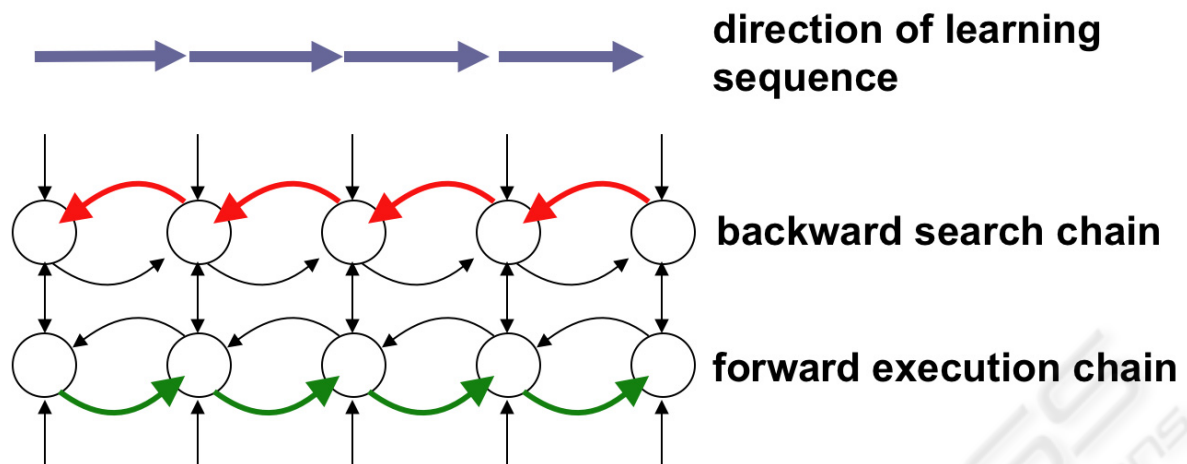 direction of learning
sequence
backward search chain
forward execution chain